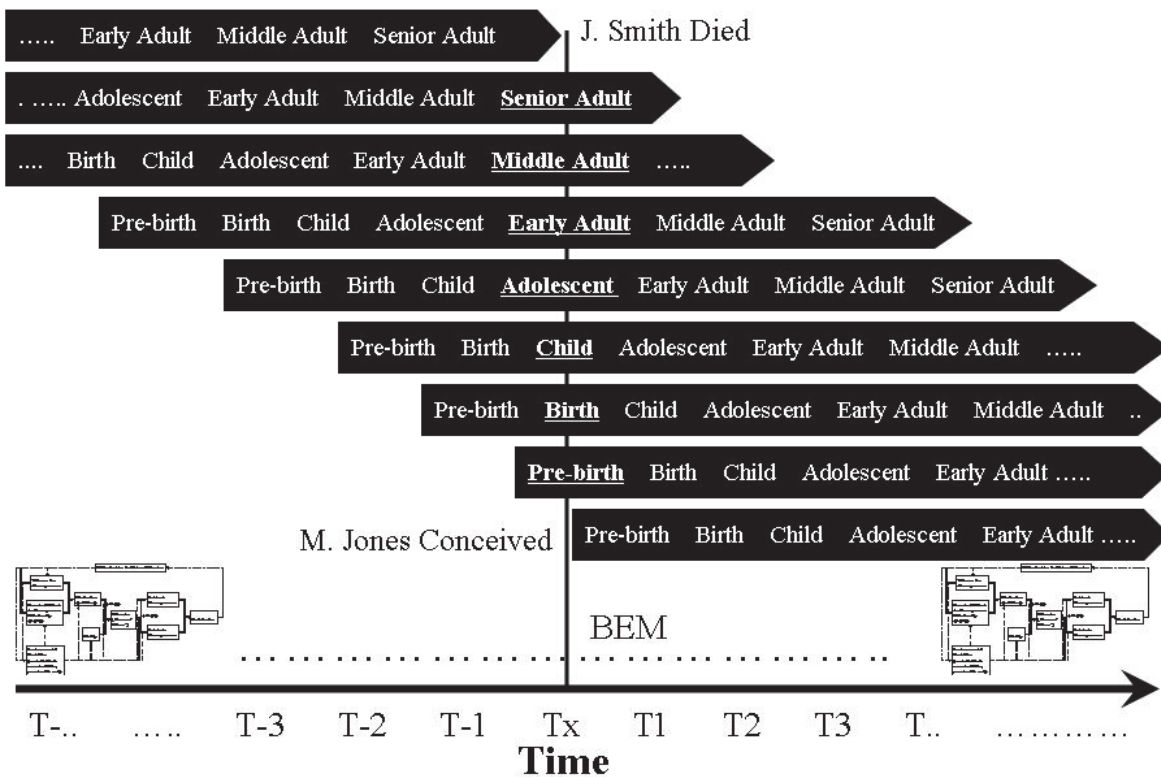 ..... Early Adult Middle Adult Senior Adult
J. Smith Died
. ..... Adolescent Early Adult Middle Adult Senior Adult
.... Birth Child Adolescent Early Adult Middle Adult .....
Pre-birth Birth Child Adolescent Early Adult Middle Adult Senior Adult
Pre-birth Birth Child Adolescent Early Adult Middle Adult Senior Adult
Pre-birth Birth Child Adolescent Early Adult Middle Adult .....
Pre-birth Birth Child Adolescent Early Adult Middle Adult ..
Pre-birth Birth Child Adolescent Early Adult .....
M. Jones Conceived
Pre-birth Birth Child Adolescent Early Adult .....
BEM
T-.. ..... T-3 T-2 T-1 Tx T1 T2 T3 T.. ............
Time